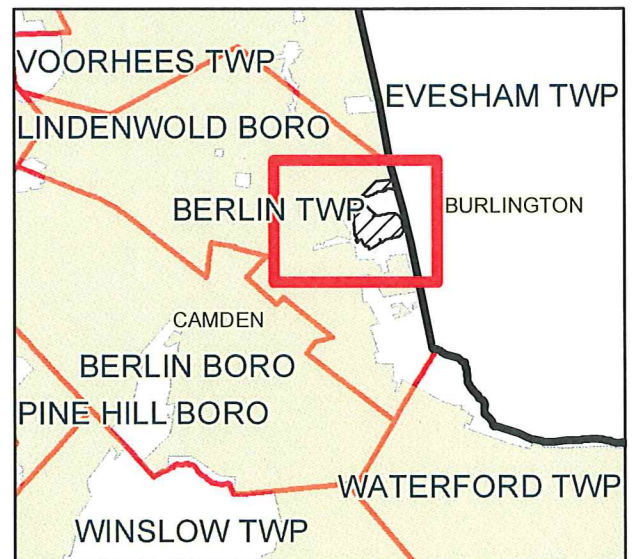 VOORHEES TWP
EVESHAM TWP
LINDENWOLD BORO
BERLIN TWP
BURLINGTON
CAMDEN
BERLIN BORO
PINE HILL BORO
WATERFORD TWP
WINSLOW TWP